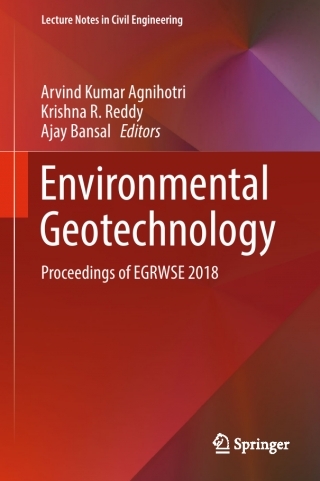 Lecture Notes in Civil Engineering
Arvind Kumar Agnihotri
Krishna R. Reddy
Ajay Bansal Editors
Environmental
Geotechnology
Proceedings of EGRWSE 2018
Springer